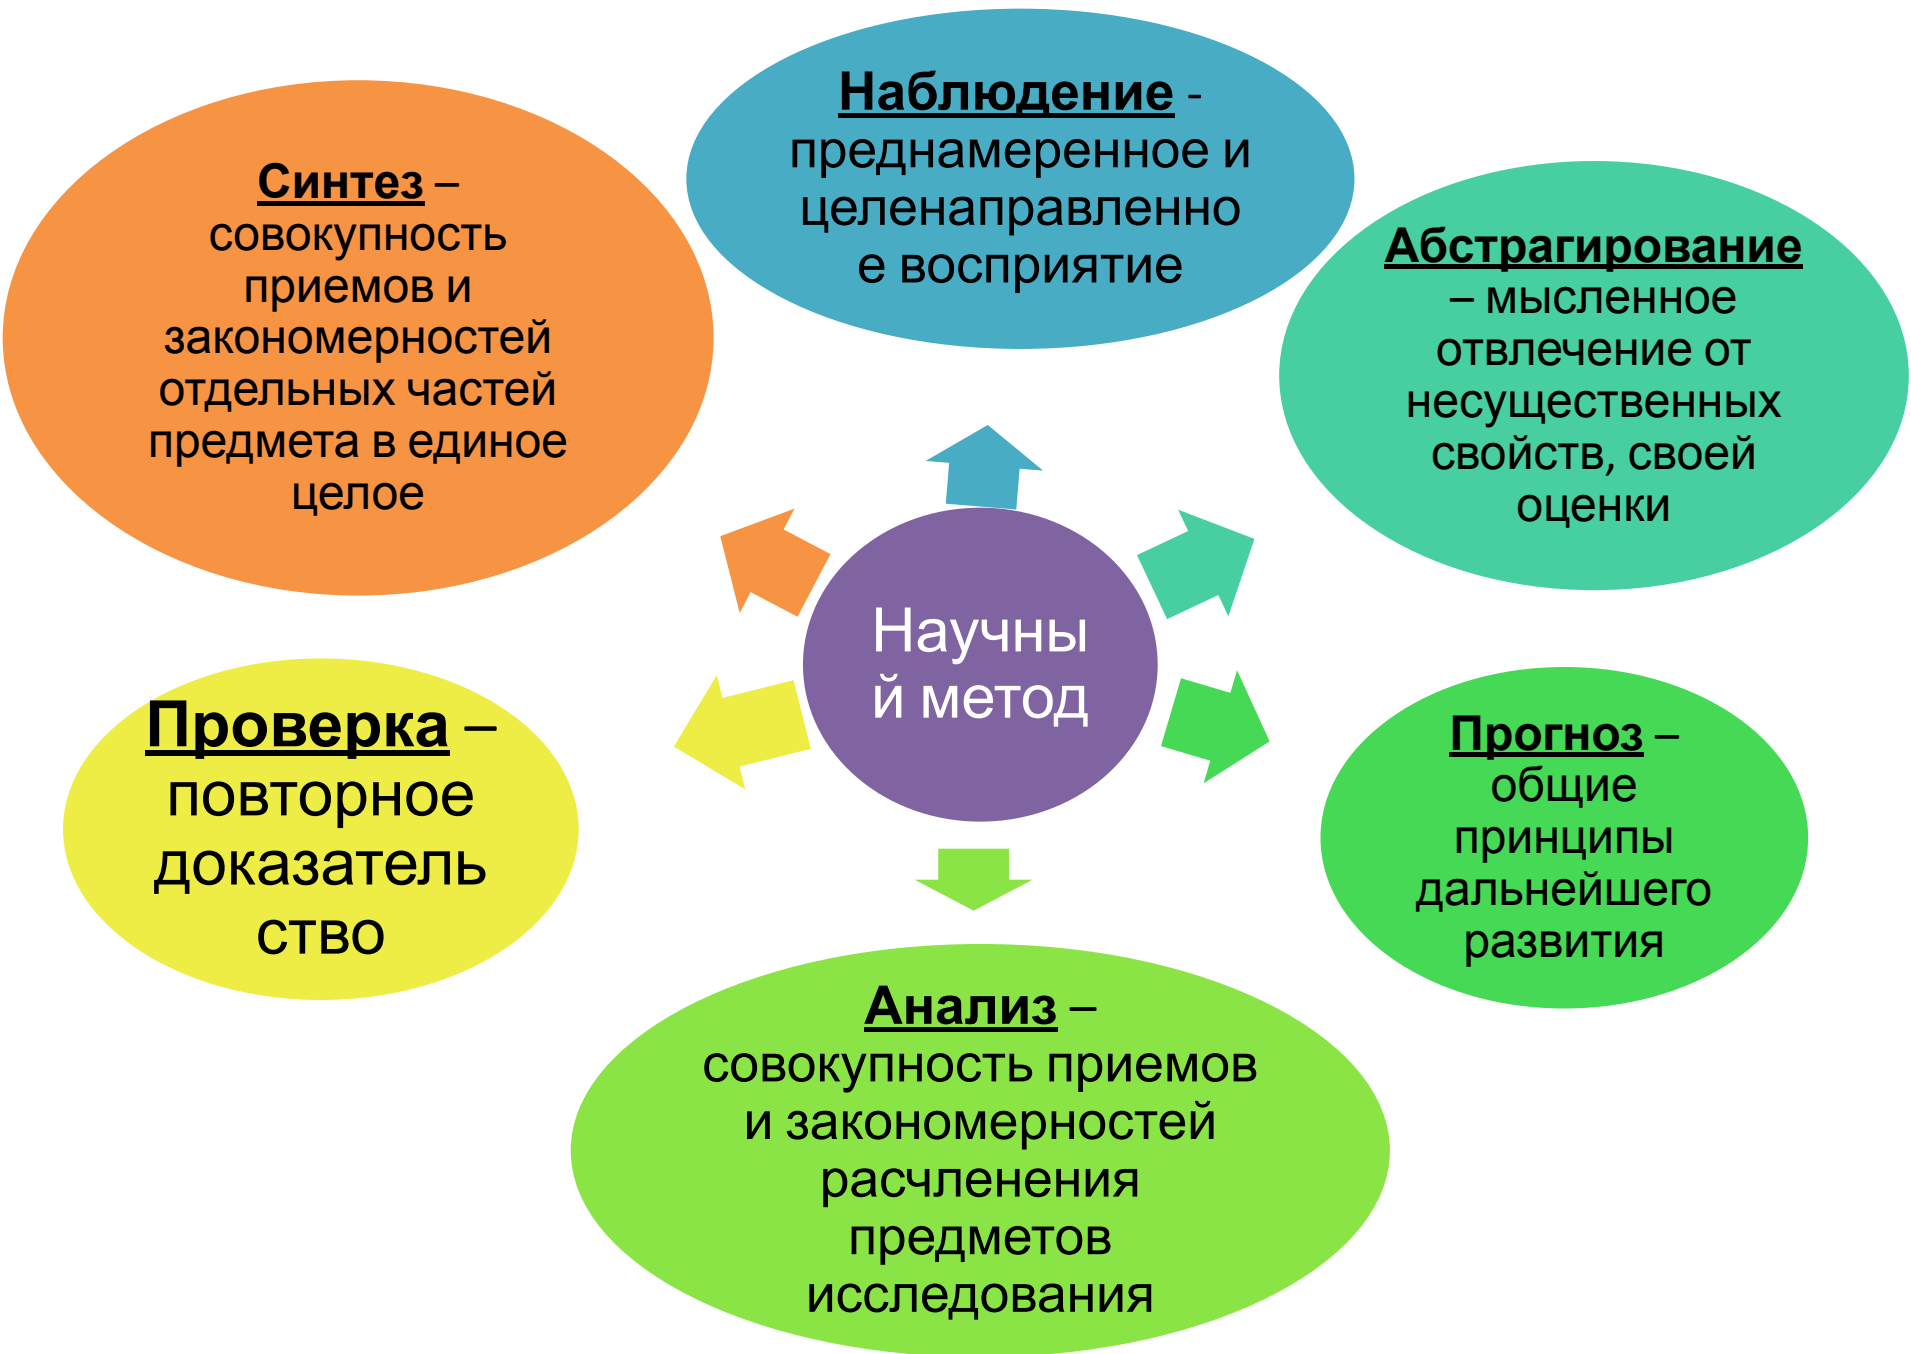 Наблюдение -
преднамеренное и
целенаправленно
е восприятие
Абстрагирование
– мысленное
отвлечение от
несущественных
свойств, своей
оценки
Прогноз –
общие
принципы
дальнейшего
развития
Анализ –
совокупность приемов
и закономерностей
расчленения
предметов
исследования
Проверка –
повторное
доказатель
ство
Синтез –
совокупность
приемов и
закономерностей
отдельных частей
предмета в единое
целое
Научны
й метод